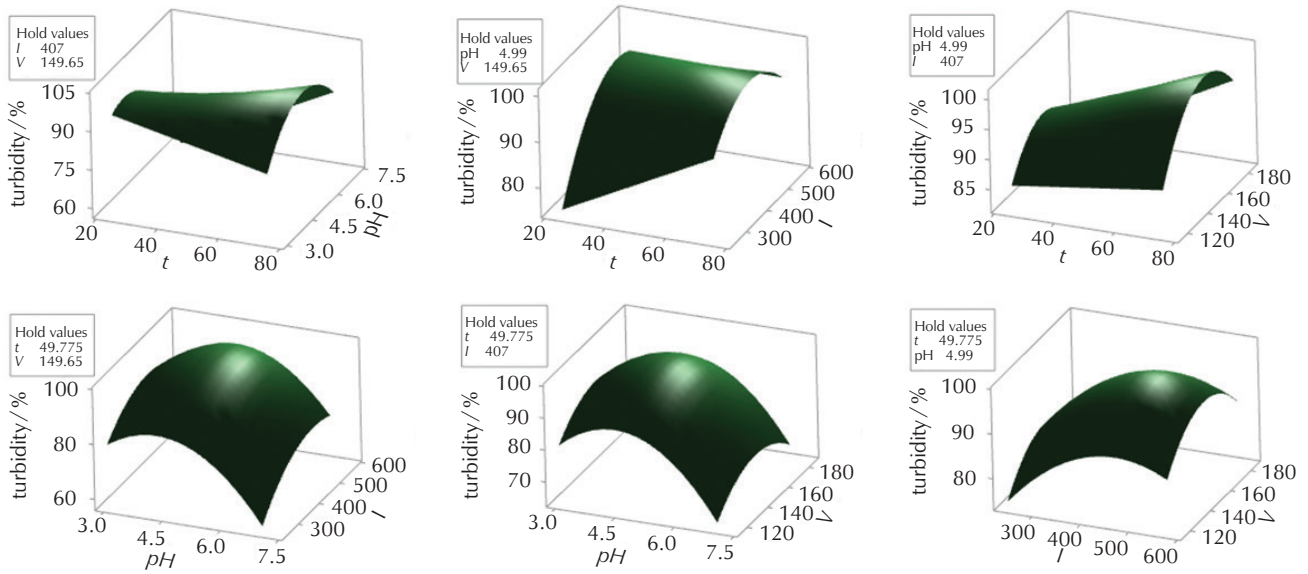 Hold values
I 407
V 149.65
105
90
75
60
turbidity / %
20
40
60
80
t
3.0
4.5
6.0
7.5
pH
Hold values
pH 4.99
V 149.65
100
90
80
turbidity / %
20
40
60
80
t
300
400
500
600
I
Hold values
pH 4.99
I 407
100
95
90
85
turbidity / %
20
40
60
80
t
120
140
160
180
V
Hold values
t 49.775
V 149.65
100
80
60
turbidity / %
3.0
4.5
6.0
7.5
pH
300
400
500
600
I
Hold values
t 49.775
I 407
100
90
80
70
turbidity / %
3.0
4.5
6.0
7.5
pH
120
140
160
180
V
Hold values
t 49.775
pH 4.99
100
90
80
turbidity / %
300
400
500
600
I
120
140
160
180
V